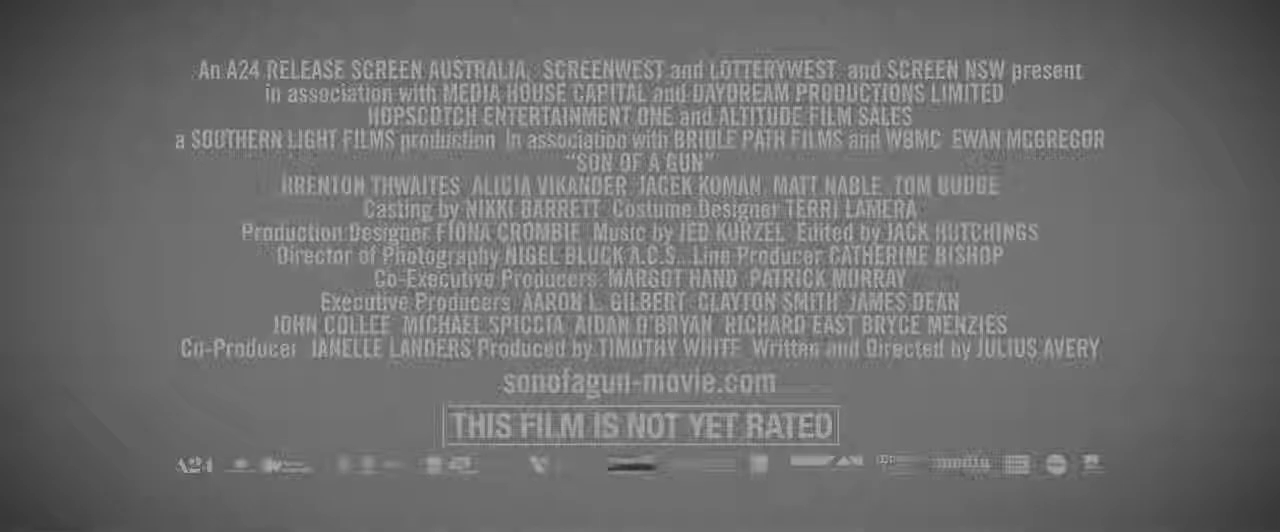 An A24 RELEASE SCREEN AUSTRALIA, SCREENWEST and LOTTERYWEST and SCREEN NSW present
in association with MEDIA HOUSE CAPITAL and DAYDREAM PRODUCTIONS LIMITED
HOPSCOTCH ENTERTAINMENT ONE and ALTITUDE FILM SALES
a SOUTHERN LIGHT FILMS production In association with BRIDLE PATH FILMS and WBMC EWAN MCGREGOR
"SON OF A GUN"
BRENTON THWAITES ALICIA VIKANDER JACEK KOMAN MATT NABLE TOM BUDGE
Casting by NIKKI BARRETT Costume Designer TERRI LAMERA
Production Designer FIONA CROMBIE Music by JED KURZEL Edited by JACK HUTCHINGS
Director of Photography NIGEL BLUCK A.C.S. Line Producer CATHERINE BISHOP
Co-Executive Producers MARGOT HAND PATRICK MURRAY
Executive Producers AARON L. GILBERT CLAYTON SMITH JAMES DEAN
JOHN COLLEE MICHAEL SPICCIA AIDAN O'BRYAN RICHARD EAST BRYCE MENZIES
Co-Producer JANELLE LANDERS Produced by TIMOTHY WHITE Written and Directed by JULIUS AVERY
sonofagun-movie.com
THIS FILM IS NOT YET RATED
A24 media